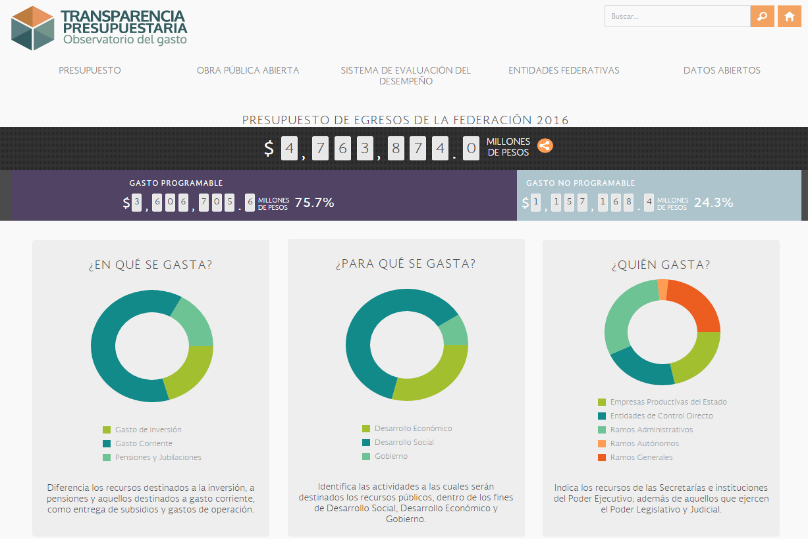 TRANSPARENCIA
PRESUPUESTARIA
Observatorio del gasto
Buscar...
PRESUPUESTO
OBRA PÚBLICA ABIERTA
SISTEMA DE EVALUACIÓN DEL
DESEMPEÑO
ENTIDADES FEDERATIVAS
DATOS ABIERTOS
PRESUPUESTO DE EGRESOS DE LA FEDERACIÓN 2016
$ 4,763,874.0 MILLONES
DE PESOS
GASTO PROGRAMABLE
$3,606,705.6 MILLONES
DE PESOS 75.7%
GASTO NO PROGRAMABLE
$1,157,168.4 MILLONES
DE PESOS 24.3%
¿EN QUÉ SE GASTA?
Gasto de inversión
Gasto Corriente
Pensiones y Jubilaciones
Diferencia los recursos destinados a la inversión, a
pensiones y aquellos destinados a gasto corriente,
como entrega de subsidios y gastos de operación.
¿PARA QUÉ SE GASTA?
Desarrollo Económico
Desarrollo Social
Gobierno
Identifica las actividades a las cuales serán
destinados los recursos públicos, dentro de los fines
de Desarrollo Social, Desarrollo Económico y
Gobierno.
¿QUIÉN GASTA?
Empresas Productivas del Estado
Entidades de Control Directo
Ramos Administrativos
Ramos Autónomos
Ramos Generales
Indica los recursos de las Secretarías e instituciones
del Poder Ejecutivo; además de aquellos que ejercen
el Poder Legislativo y Judicial.